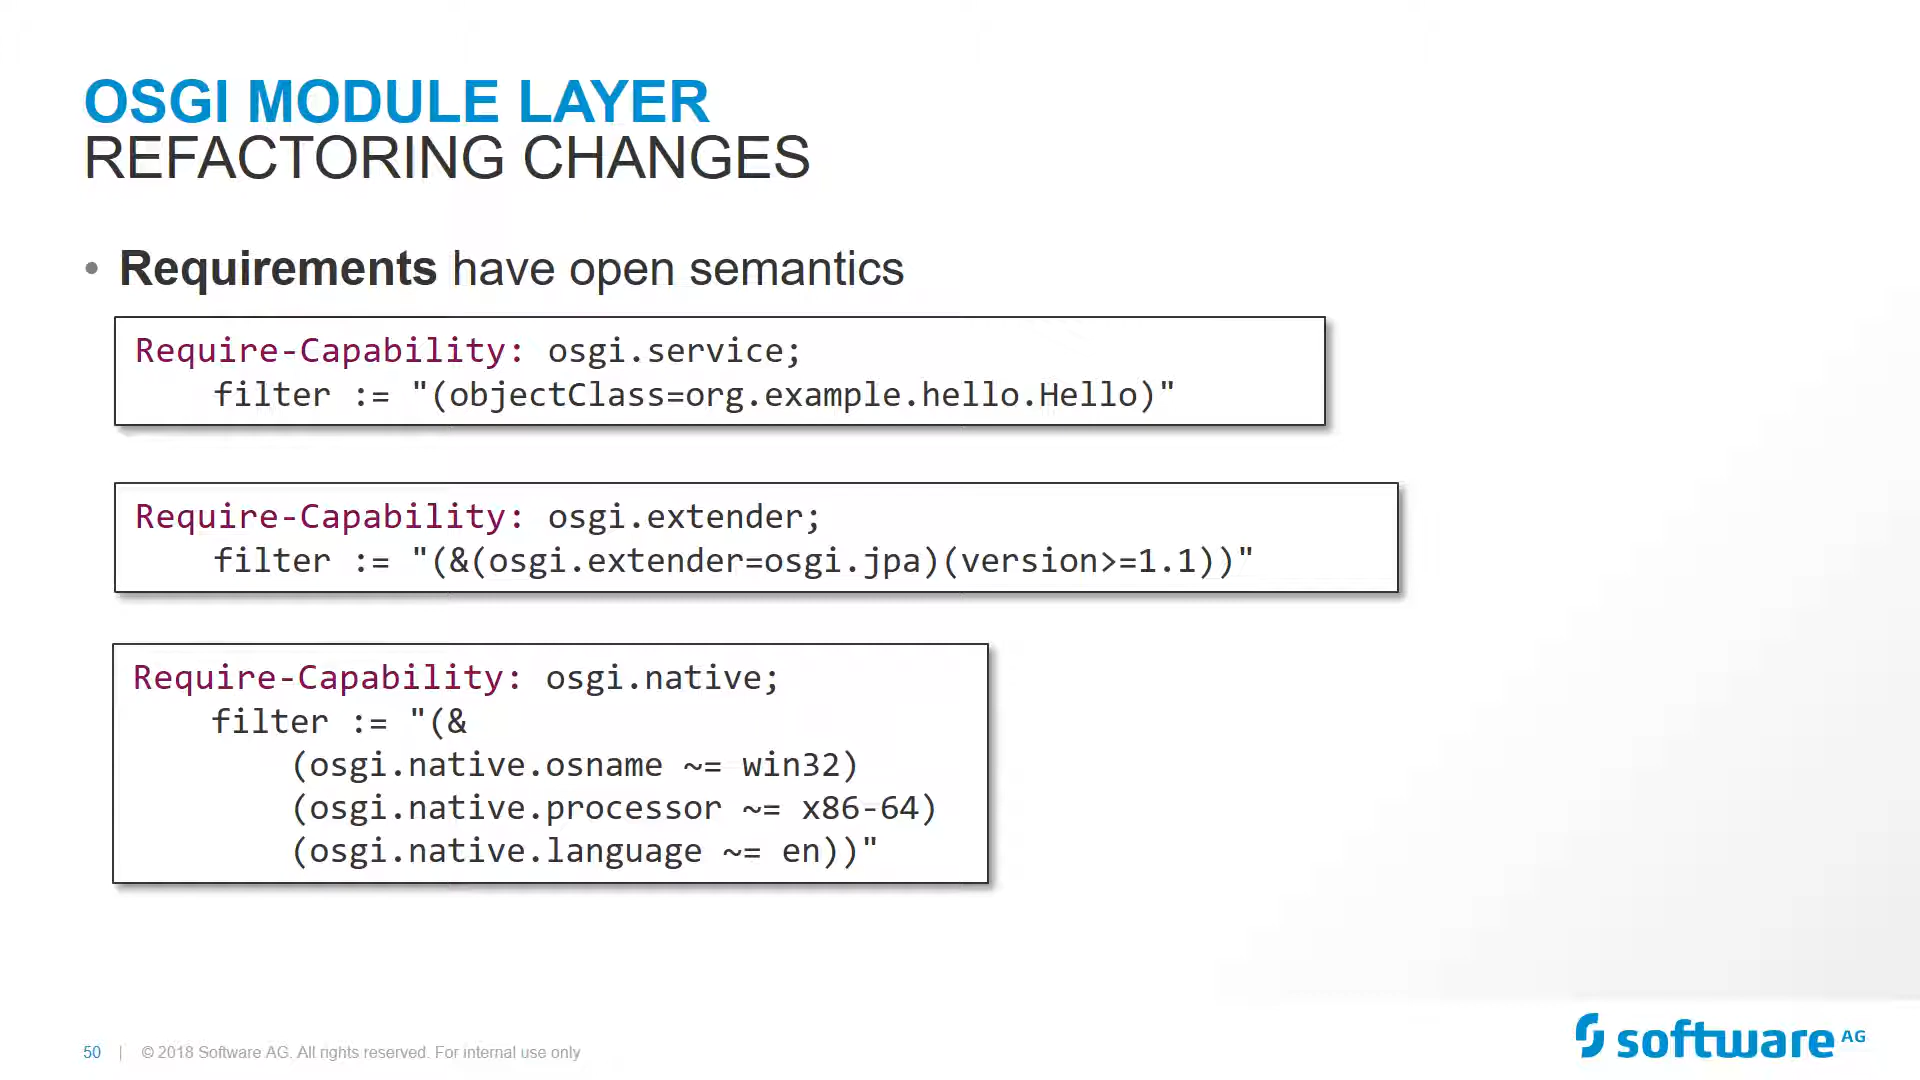 OSGI MODULE LAYER
REFACTORING CHANGES
• Requirements have open semantics
Require-Capability: osgi.service;
filter := "(objectClass=org.example.hello.Hello)"
Require-Capability: osgi.extender;
filter := "(&(osgi.extender=osgi.jpa)(version>=1.1))"
Require-Capability: osgi.native;
filter := "(&
(osgi.native.osname ~= win32)
(osgi.native.processor ~= x86-64)
(osgi.native.language ~= en))"
50 | © 2018 Software AG. All rights reserved. For internal use only
software AG